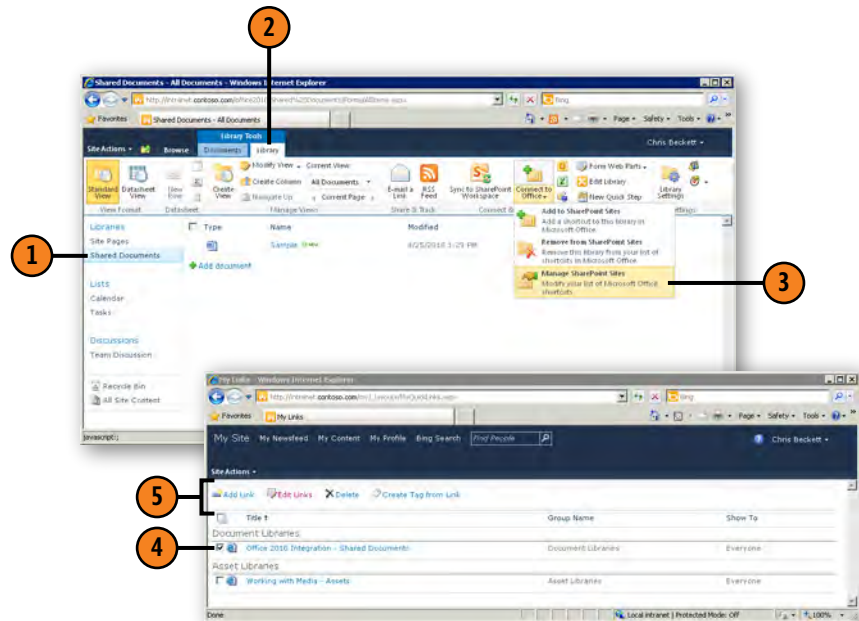 2
Shared Documents - All Documents - Windows Internet Explorer
Bing
Favorites Shared Documents - All Documents Page Safety Tools
Library Tools
Site Actions Browse Documents Library Chris Beckett
Standard View
Datasheet View
Create View
Modify View
Create Column
Navigate Up
Current View:
All Documents
Current Page
E-mail a Link
RSS Feed
Sync to SharePoint Workspace
Connect to Office
Form Web Parts
Edit Library
New Quick Step
Library Settings
View Format Datasheet Manage Views Share & Track
Libraries
Site Pages
1
Shared Documents
Lists
Calendar
Tasks
Discussions
Team Discussion
Recycle Bin
All Site Content
Type Name Modified
Sample
Add document
Add to SharePoint Sites
Add a shortcut to this library in
Microsoft Office.
Remove from SharePoint Sites
Remove this library from your list of
shortcuts in Microsoft Office.
Manage SharePoint Sites
Modify your list of Microsoft Office
shortcuts.
3
javascript:;
My Links - Windows Internet Explorer
Bing
Favorites My Links Page Safety Tools
My Site My Newsfeed My Content My Profile Bing Search Find People Chris Beckett
Site Actions
5
Add Link Edit Links Delete Create Tag from Link
Title Group Name Show To
Document Libraries
4
Office 2010 Integration - Shared Documents Document Libraries Everyone
Asset Libraries
Working with Media - Assets Asset Libraries Everyone
Done Local intranet | Protected Mode: Off 100%